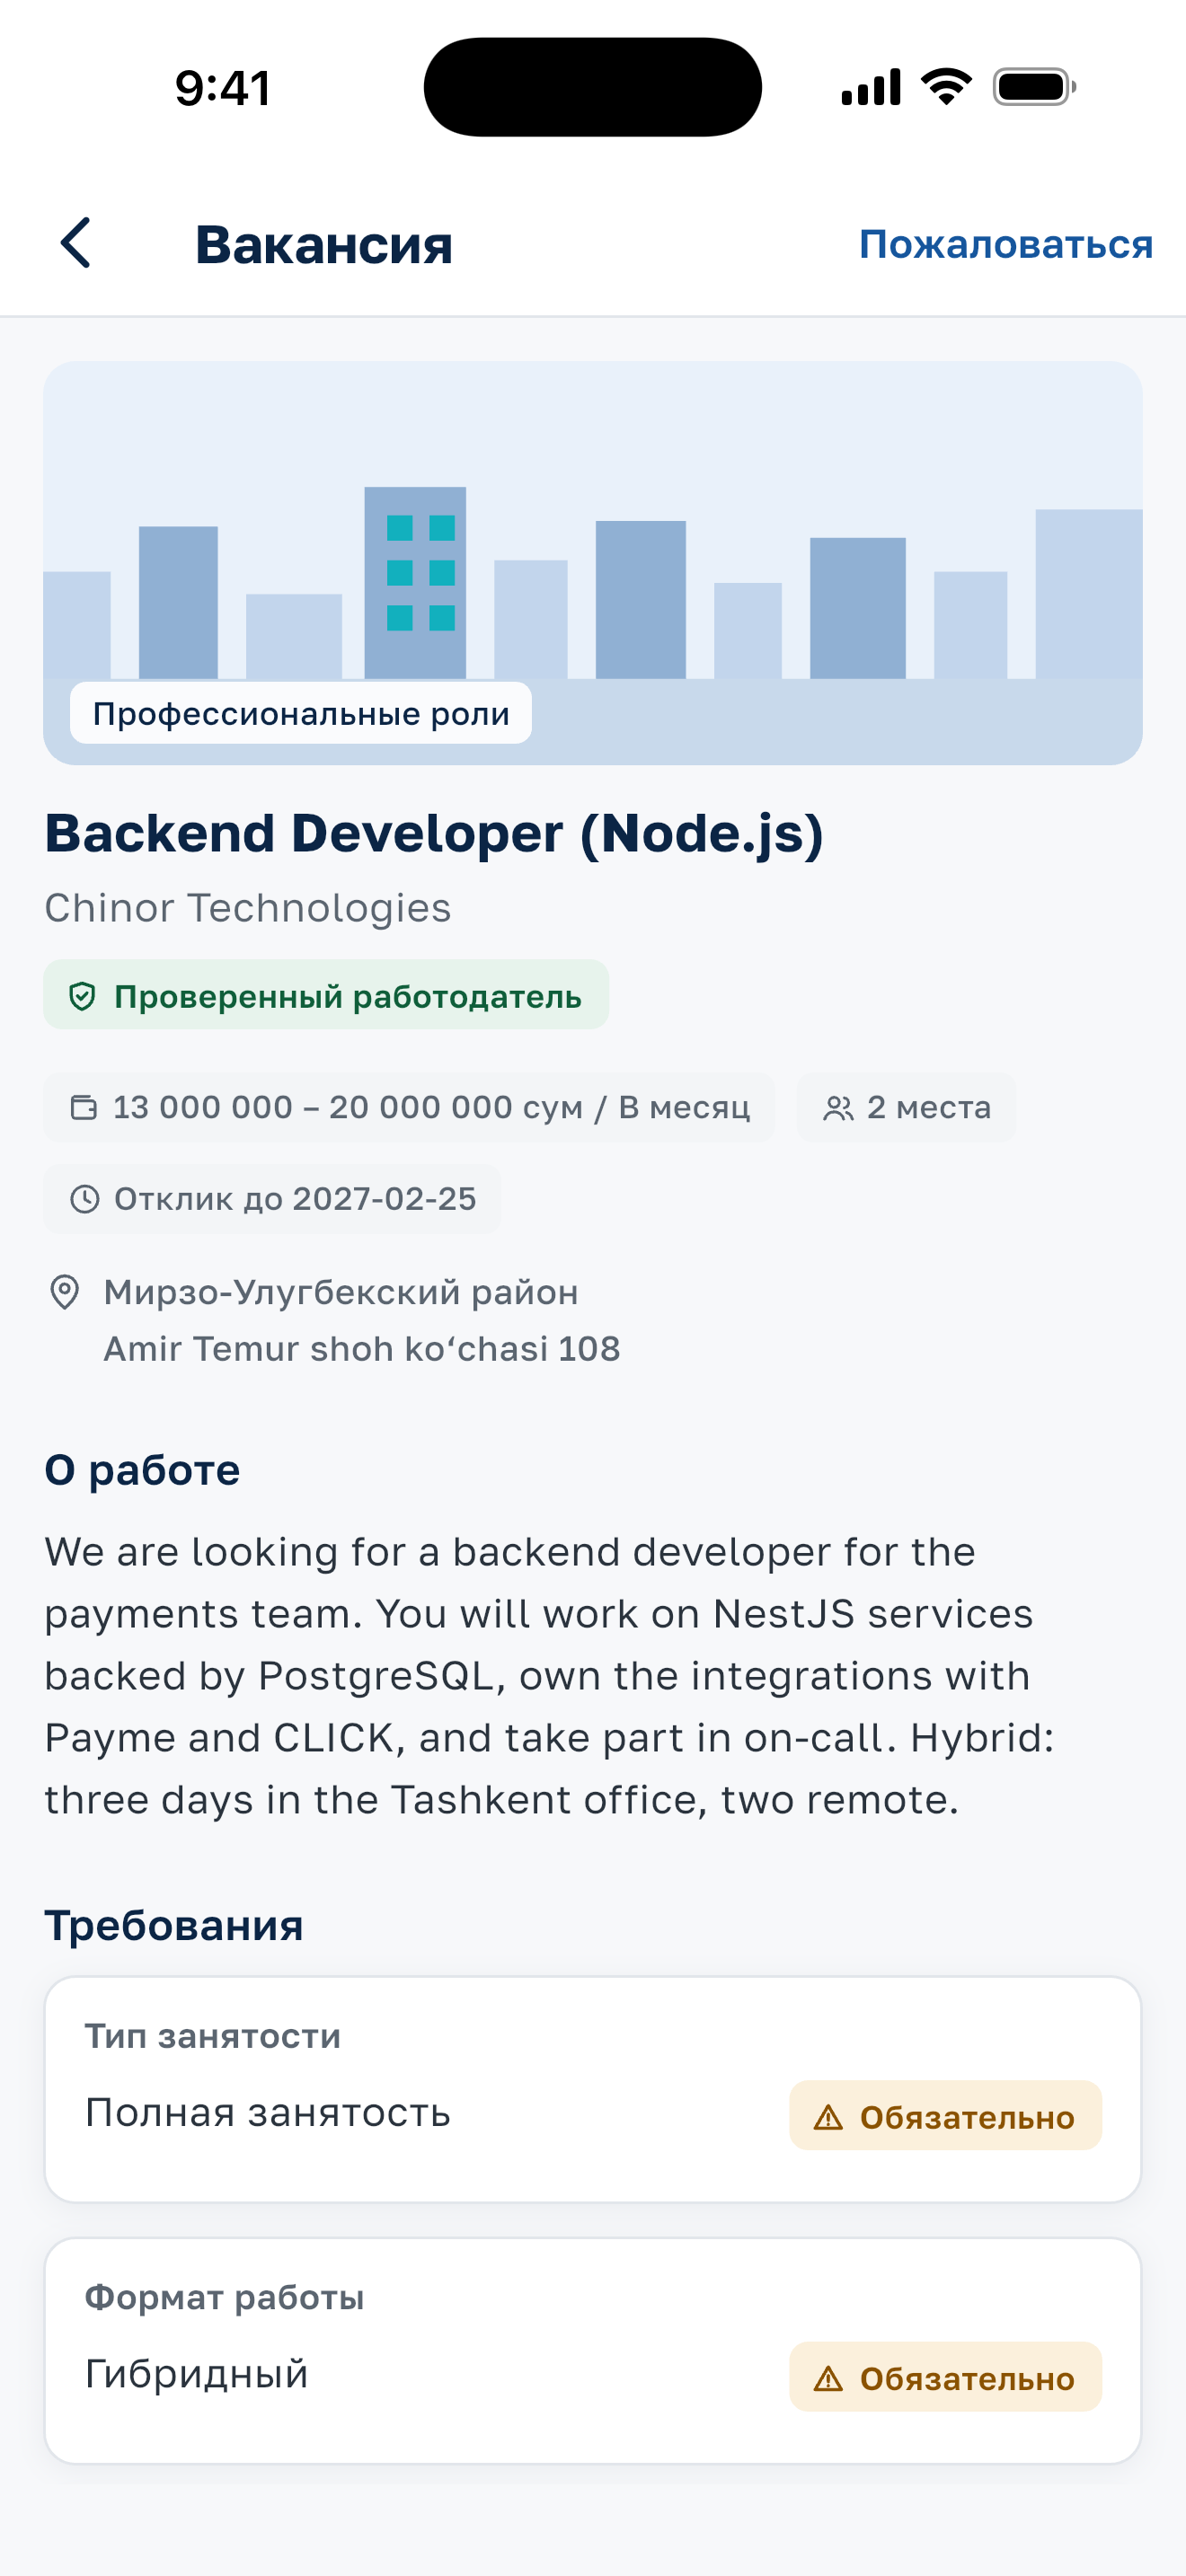 9:41
Вакансия
Пожаловаться
Профессиональные роли
Backend Developer (Node.js)
Chinor Technologies
Проверенный работодатель
13 000 000 – 20 000 000 сум / В месяц
2 места
Отклик до 2027-02-25
Мирзо-Улугбекский район
Amir Temur shoh koʻchasi 108
О работе
We are looking for a backend developer for the
payments team. You will work on NestJS services
backed by PostgreSQL, own the integrations with
Payme and CLICK, and take part in on-call. Hybrid:
three days in the Tashkent office, two remote.
Требования
Тип занятости
Полная занятость
Обязательно
Формат работы
Гибридный
Обязательно